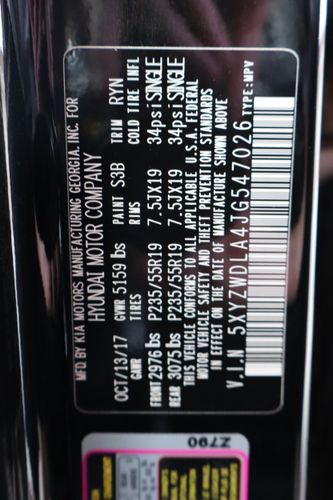 MFD BY KIA MOTORS MANUFACTURING GEORGIA, INC. FOR
HYUNDAI MOTOR COMPANY
OCT/13/17 GVWR 5159 lbs PAINT S3B TRIM RYN
GAWR TIRES RIMS COLD TIRE INFL
FRONT 2976 lbs P235/55R19 7.5JX19 34psi SINGLE
REAR 3075 lbs P235/55R19 7.5JX19 34psi SINGLE
THIS VEHICLE CONFORMS TO ALL APPLICABLE U.S.A. FEDERAL
MOTOR VEHICLE SAFETY AND THEFT PREVENTION STANDARDS
IN EFFECT ON THE DATE OF MANUFACTURE SHOWN ABOVE
V.I.N 5XYZWDLA4JG547026
TYPE:MPV
Z790